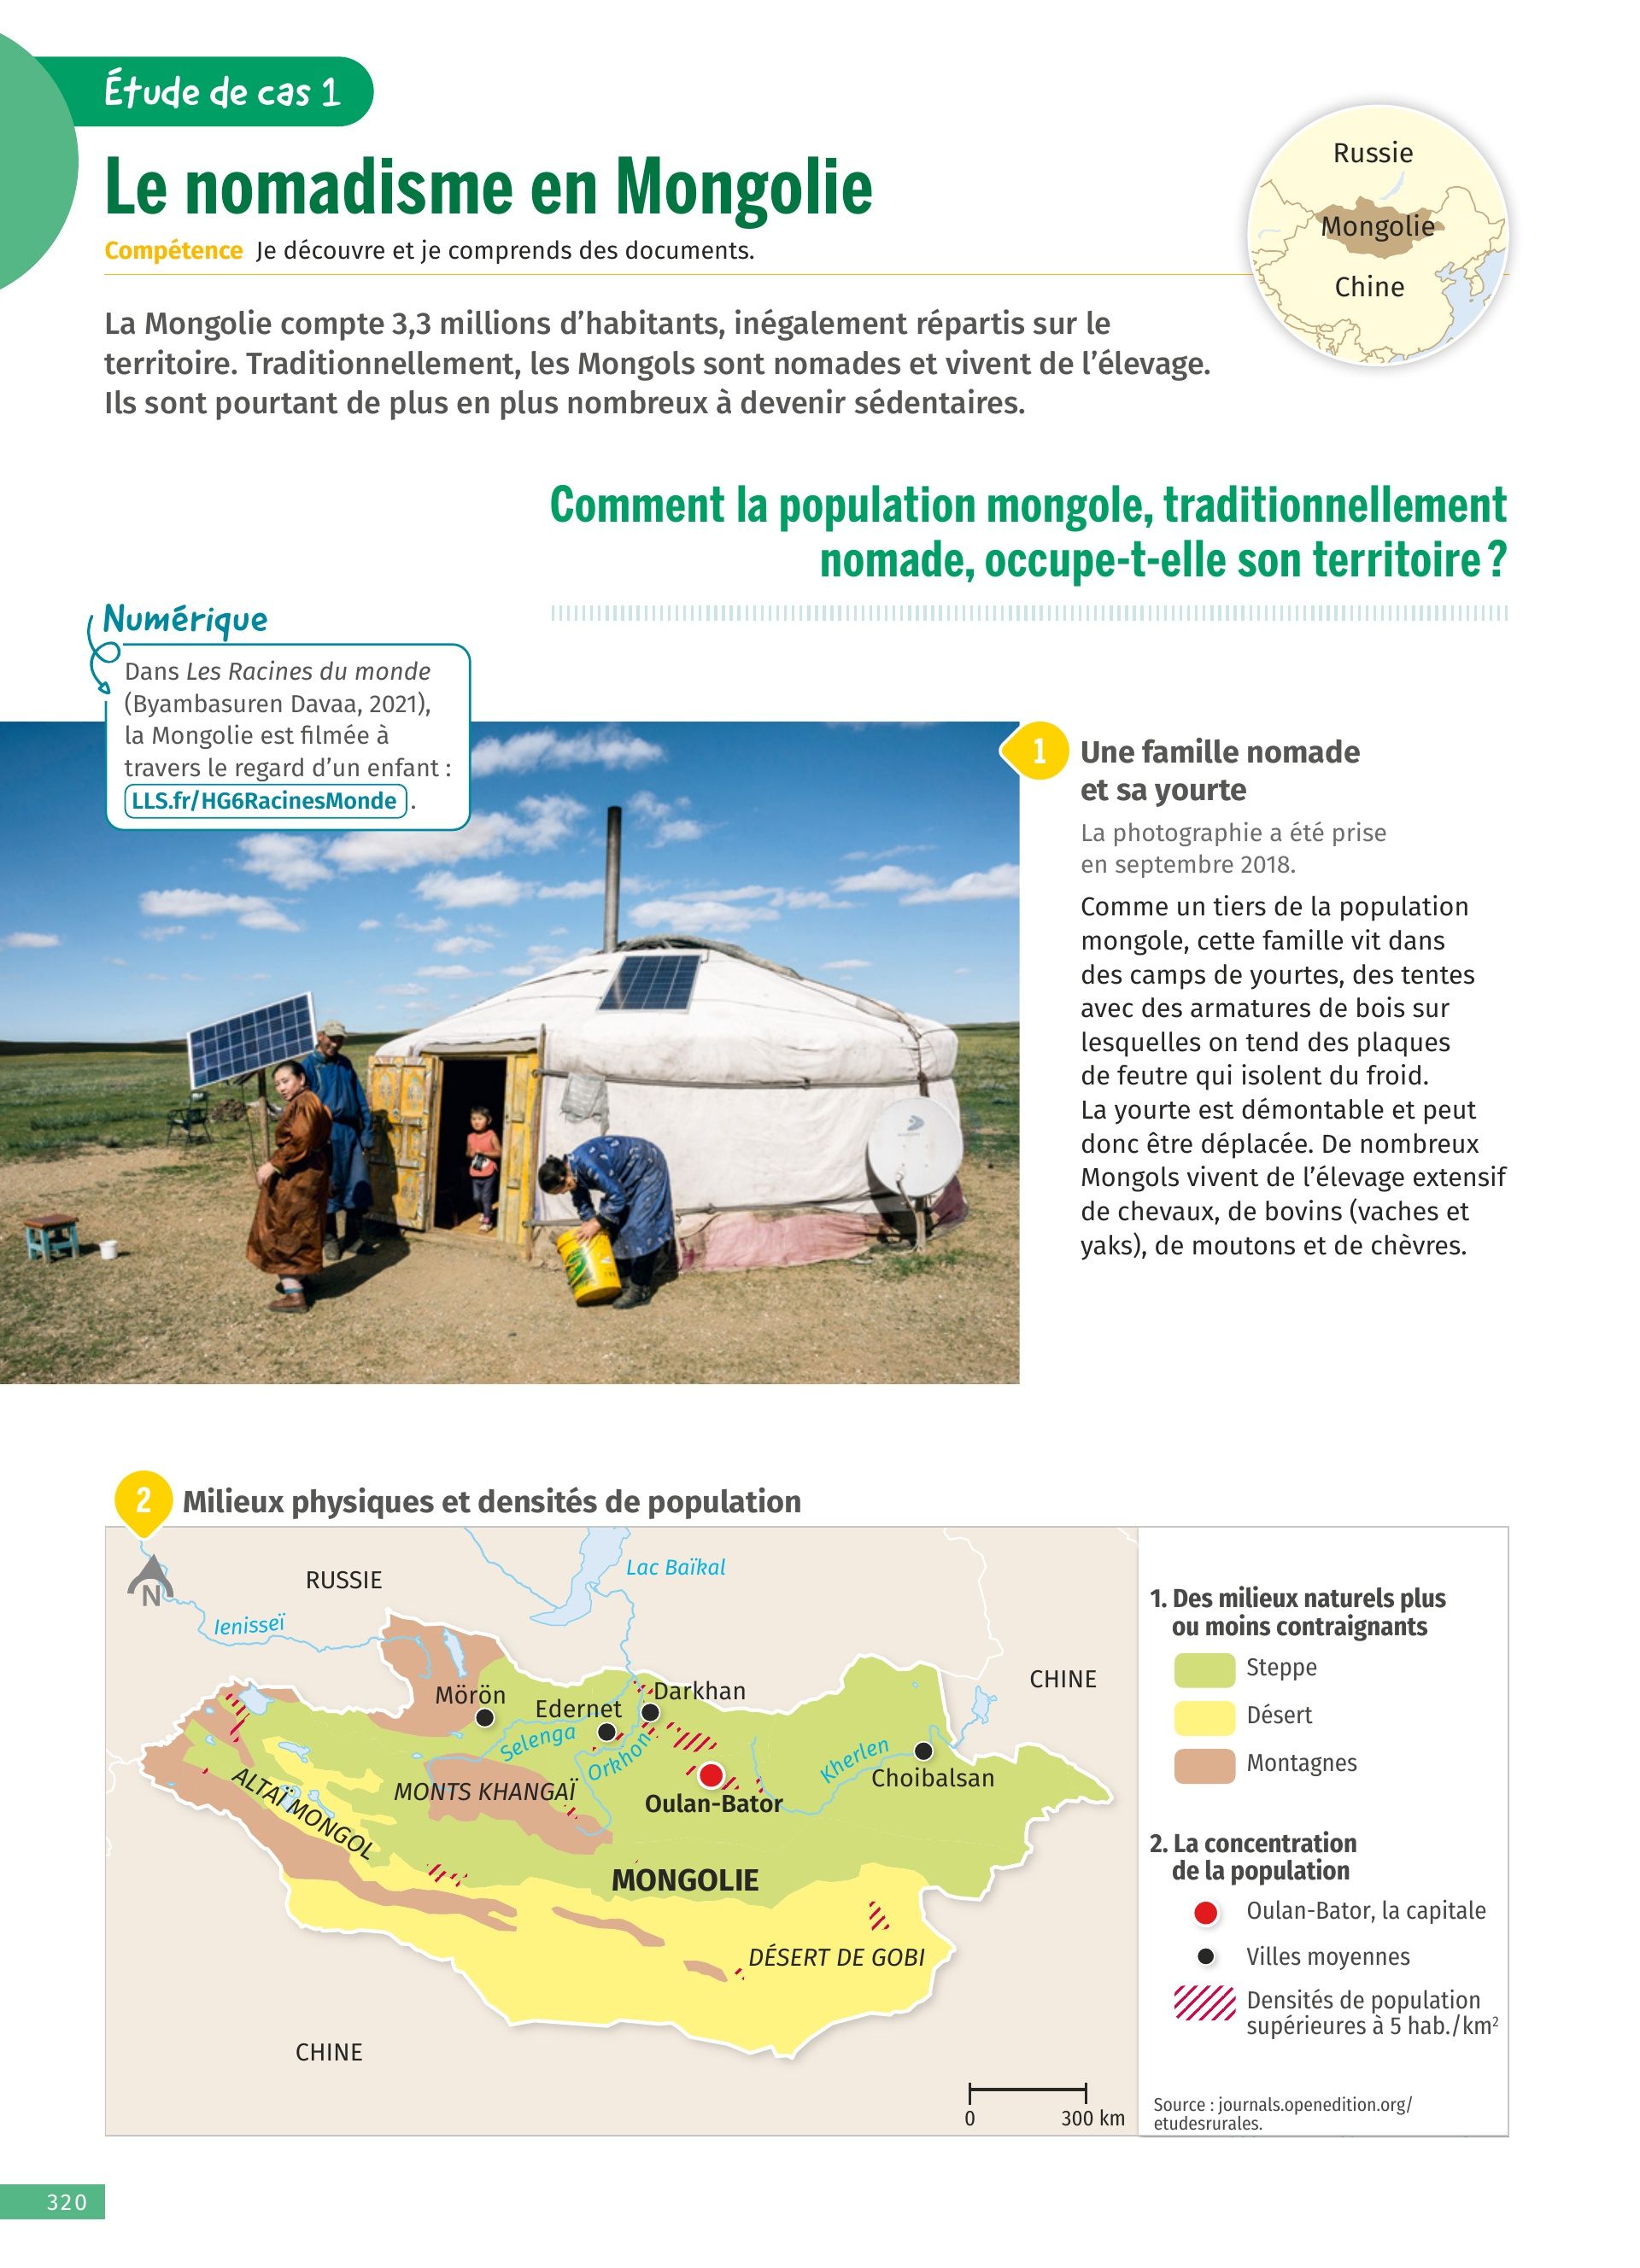 Étude de cas 1
Le nomadisme en Mongolie
Compétence Je découvre et je comprends des documents.
Russie
Mongolie
Chine
La Mongolie compte 3,3 millions d’habitants, inégalement répartis sur le
territoire. Traditionnellement, les Mongols sont nomades et vivent de l’élevage.
Ils sont pourtant de plus en plus nombreux à devenir sédentaires.
Comment la population mongole, traditionnellement
nomade, occupe-t-elle son territoire ?
Numérique
Dans Les Racines du monde
(Byambasuren Davaa, 2021),
la Mongolie est filmée à
travers le regard d’un enfant :
LLS.fr/HG6RacinesMonde .
1
Une famille nomade
et sa yourte
La photographie a été prise
en septembre 2018.
Comme un tiers de la population
mongole, cette famille vit dans
des camps de yourtes, des tentes
avec des armatures de bois sur
lesquelles on tend des plaques
de feutre qui isolent du froid.
La yourte est démontable et peut
donc être déplacée. De nombreux
Mongols vivent de l’élevage extensif
de chevaux, de bovins (vaches et
yaks), de moutons et de chèvres.
2
Milieux physiques et densités de population
N
RUSSIE
Lac Baïkal
Ienisseï
CHINE
Mörön
Edernet
Darkhan
Selenga
Orkhon
Kherlen
Choibalsan
ALTAÏ MONGOL
MONTS KHANGAÏ
Oulan-Bator
MONGOLIE
DÉSERT DE GOBI
CHINE
0
300 km
1. Des milieux naturels plus
ou moins contraignants
Steppe
Désert
Montagnes
2. La concentration
de la population
Oulan-Bator, la capitale
Villes moyennes
Densités de population
supérieures à 5 hab./km²
Source : journals.openedition.org/
etudesrurales.
320